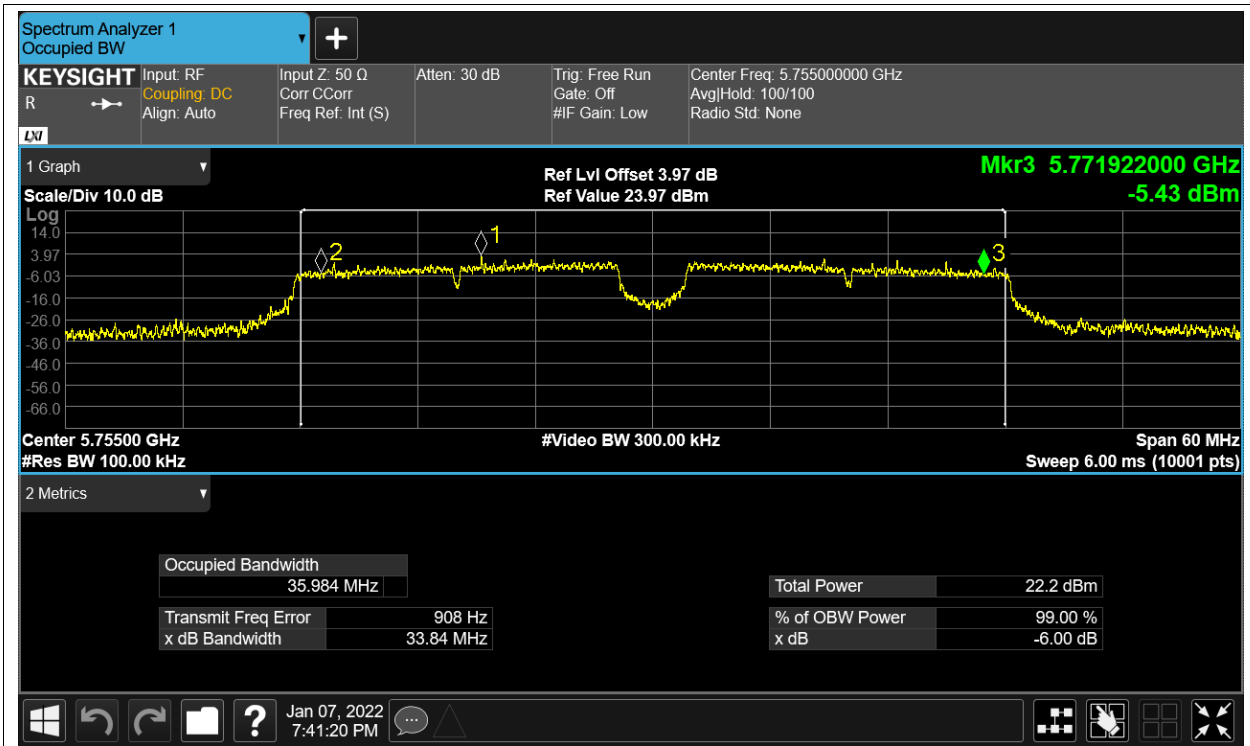 Spectrum Analyzer 1
Occupied BW
KEYSIGHT
R
LXI
Input: RF
Coupling: DC
Align: Auto
Input Z: 50 Ω
Corr CCorr
Freq Ref: Int (S)
Atten: 30 dB
Trig: Free Run
Gate: Off
#IF Gain: Low
Center Freq: 5.755000000 GHz
Avg|Hold: 100/100
Radio Std: None
1 Graph
Scale/Div 10.0 dB
Ref Lvl Offset 3.97 dB
Ref Value 23.97 dBm
Mkr3 5.771922000 GHz
-5.43 dBm
Log
14.0
3.97
-6.03
-16.0
-26.0
-36.0
-46.0
-56.0
-66.0
2
1
3
Center 5.75500 GHz
#Res BW 100.00 kHz
#Video BW 300.00 kHz
Span 60 MHz
Sweep 6.00 ms (10001 pts)
2 Metrics
Occupied Bandwidth
35.984 MHz
Transmit Freq Error 908 Hz
x dB Bandwidth 33.84 MHz
Total Power 22.2 dBm
% of OBW Power 99.00 %
x dB -6.00 dB
?
Jan 07, 2022
7:41:20 PM